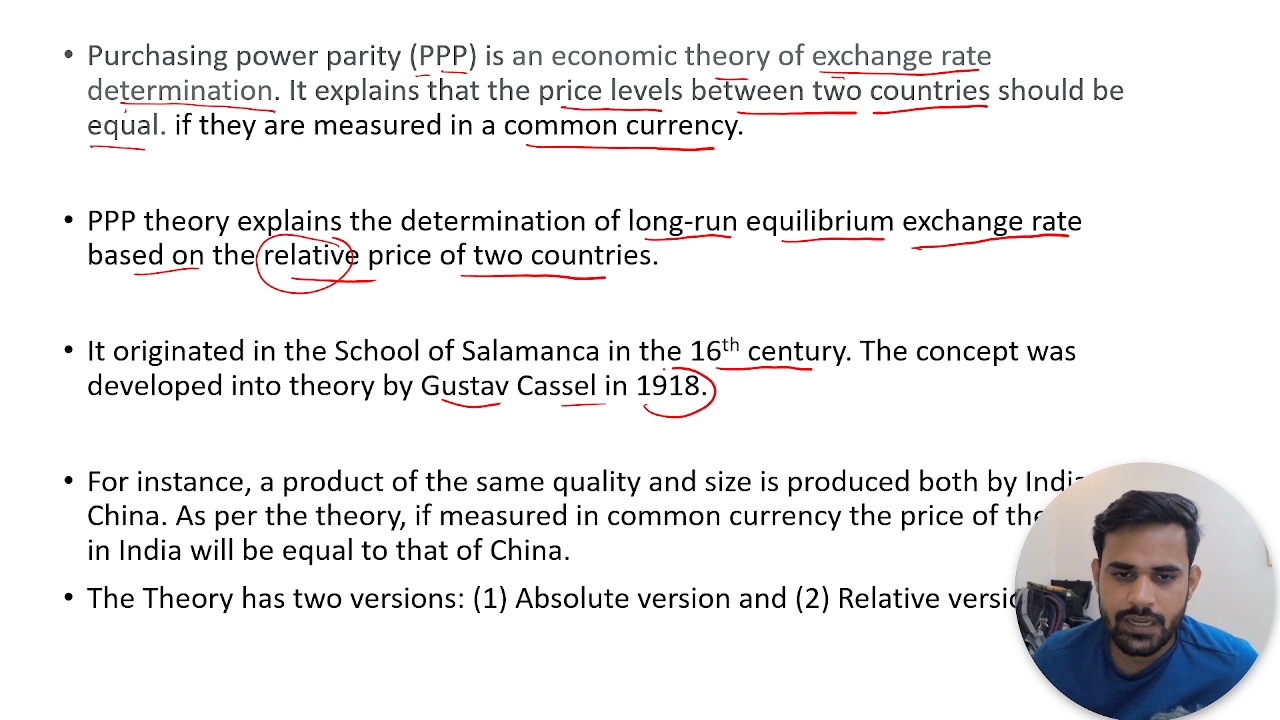 • Purchasing power parity (PPP) is an economic theory of exchange rate
determination. It explains that the price levels between two countries should be
equal. if they are measured in a common currency.
• PPP theory explains the determination of long-run equilibrium exchange rate
based on the relative price of two countries.
• It originated in the School of Salamanca in the 16th century. The concept was
developed into theory by Gustav Cassel in 1918.
• For instance, a product of the same quality and size is produced both by India
China. As per the theory, if measured in common currency the price of the
in India will be equal to that of China.
• The Theory has two versions: (1) Absolute version and (2) Relative